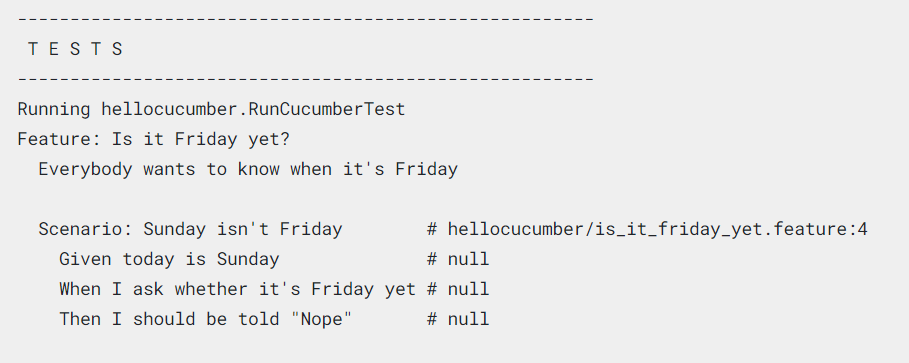 -------------------------------------------------------
 T E S T S
-------------------------------------------------------
Running hellocucumber.RunCucumberTest
Feature: Is it Friday yet?
  Everybody wants to know when it's Friday

  Scenario: Sunday isn't Friday        # hellocucumber/is_it_friday_yet.feature:4
    Given today is Sunday              # null
    When I ask whether it's Friday yet # null
    Then I should be told "Nope"       # null